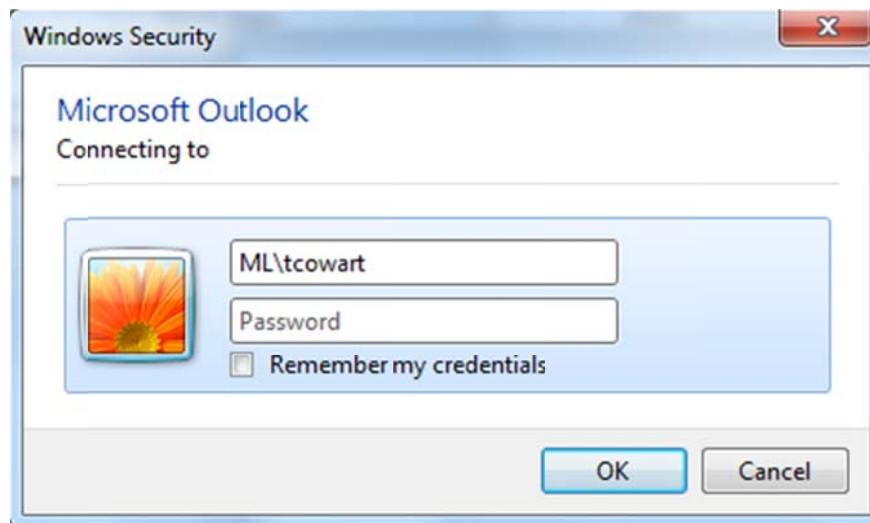 Windows Security
Microsoft Outlook
Connecting to
ML\tcowart
Password
Remember my credentials
OK
Cancel